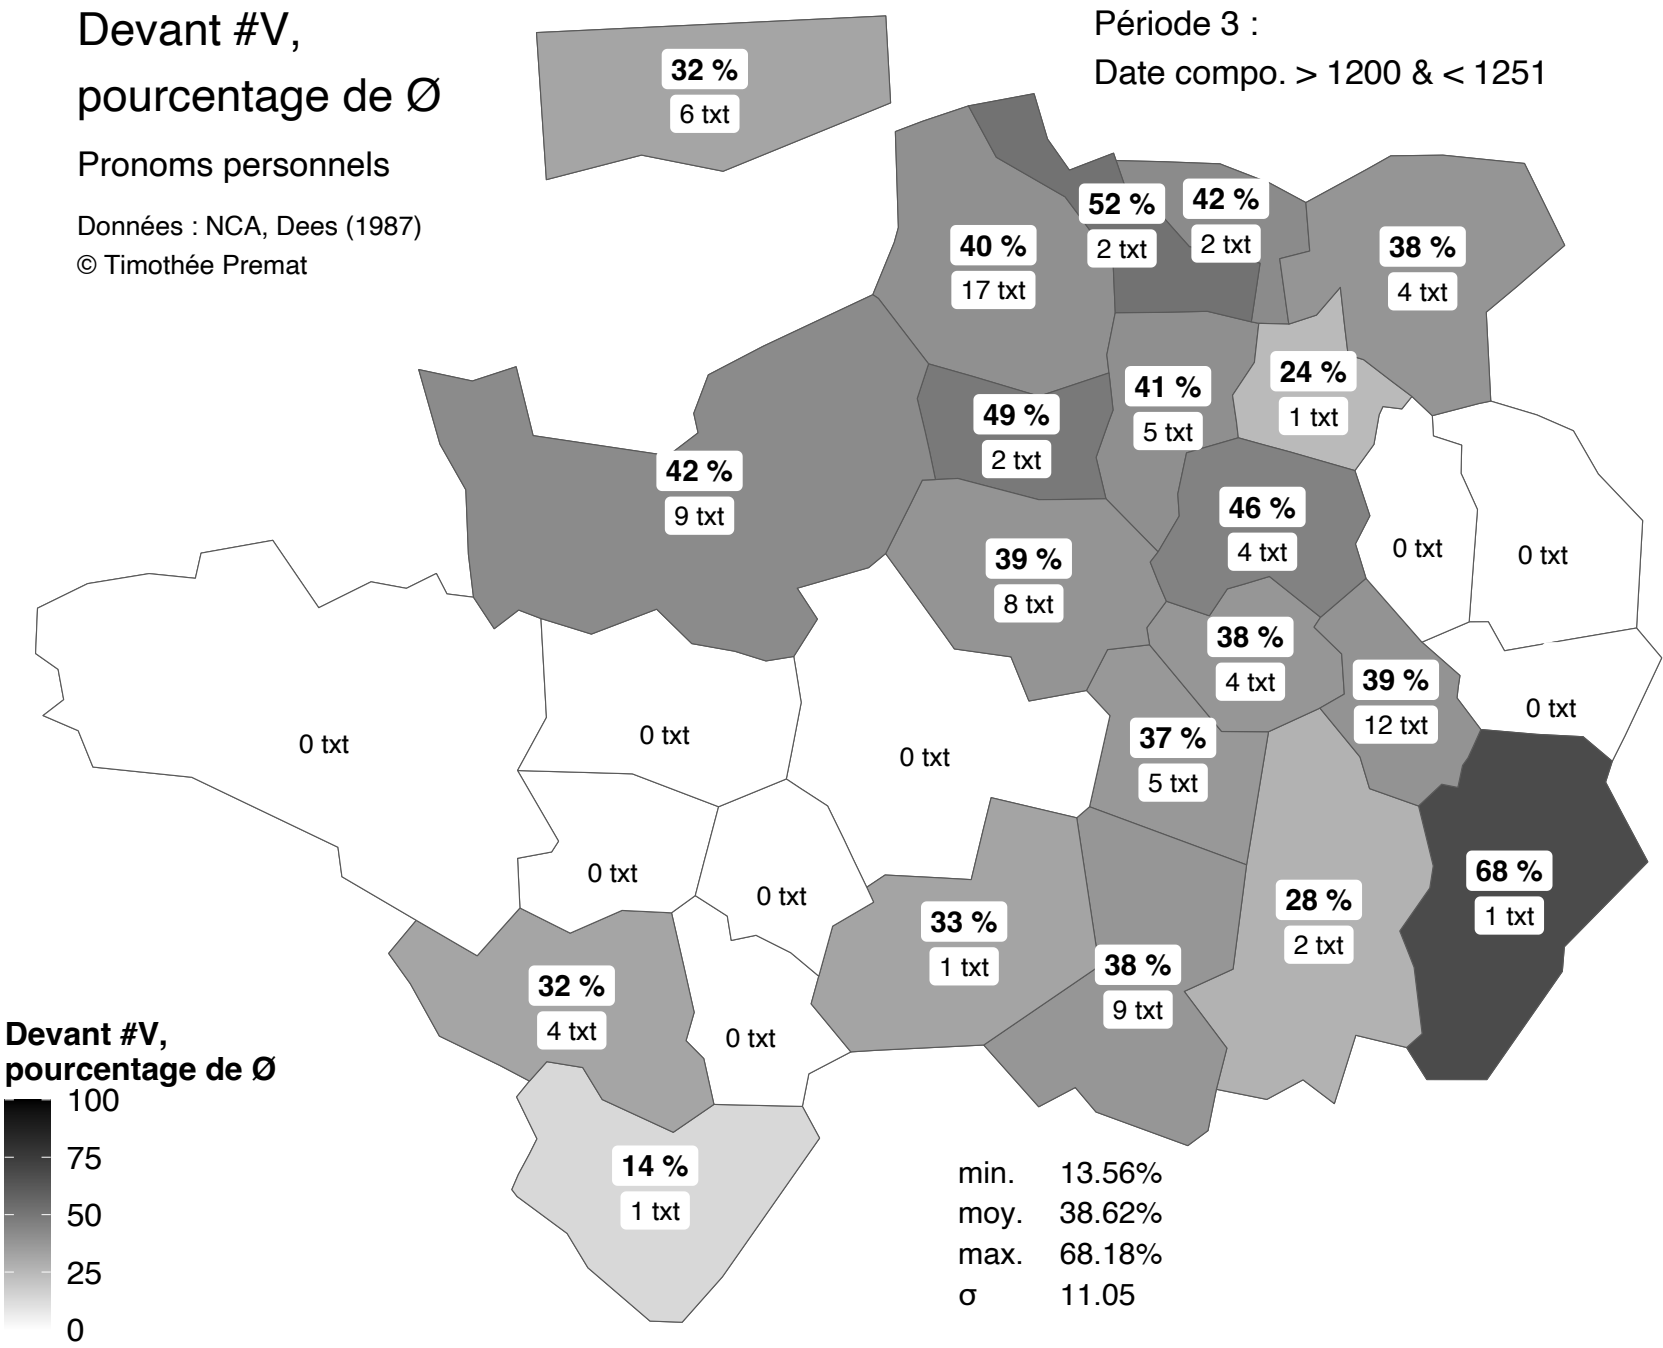 Devant #V,
pourcentage de Ø
Pronoms personnels
Données : NCA, Dees (1987)
© Timothée Premat
Période 3 :
Date compo. > 1200 & < 1251
32 %
6 txt
52 %
2 txt
42 %
2 txt
40 %
17 txt
38 %
4 txt
24 %
1 txt
41 %
5 txt
49 %
2 txt
42 %
9 txt
46 %
4 txt
39 %
8 txt
0 txt
0 txt
38 %
4 txt
39 %
12 txt
0 txt
0 txt
0 txt
0 txt
37 %
5 txt
0 txt
0 txt
68 %
1 txt
28 %
2 txt
33 %
1 txt
38 %
9 txt
32 %
4 txt
0 txt
14 %
1 txt
Devant #V,
pourcentage de Ø
100
75
50
25
0
min. 13.56%
moy. 38.62%
max. 68.18%
σ 11.05